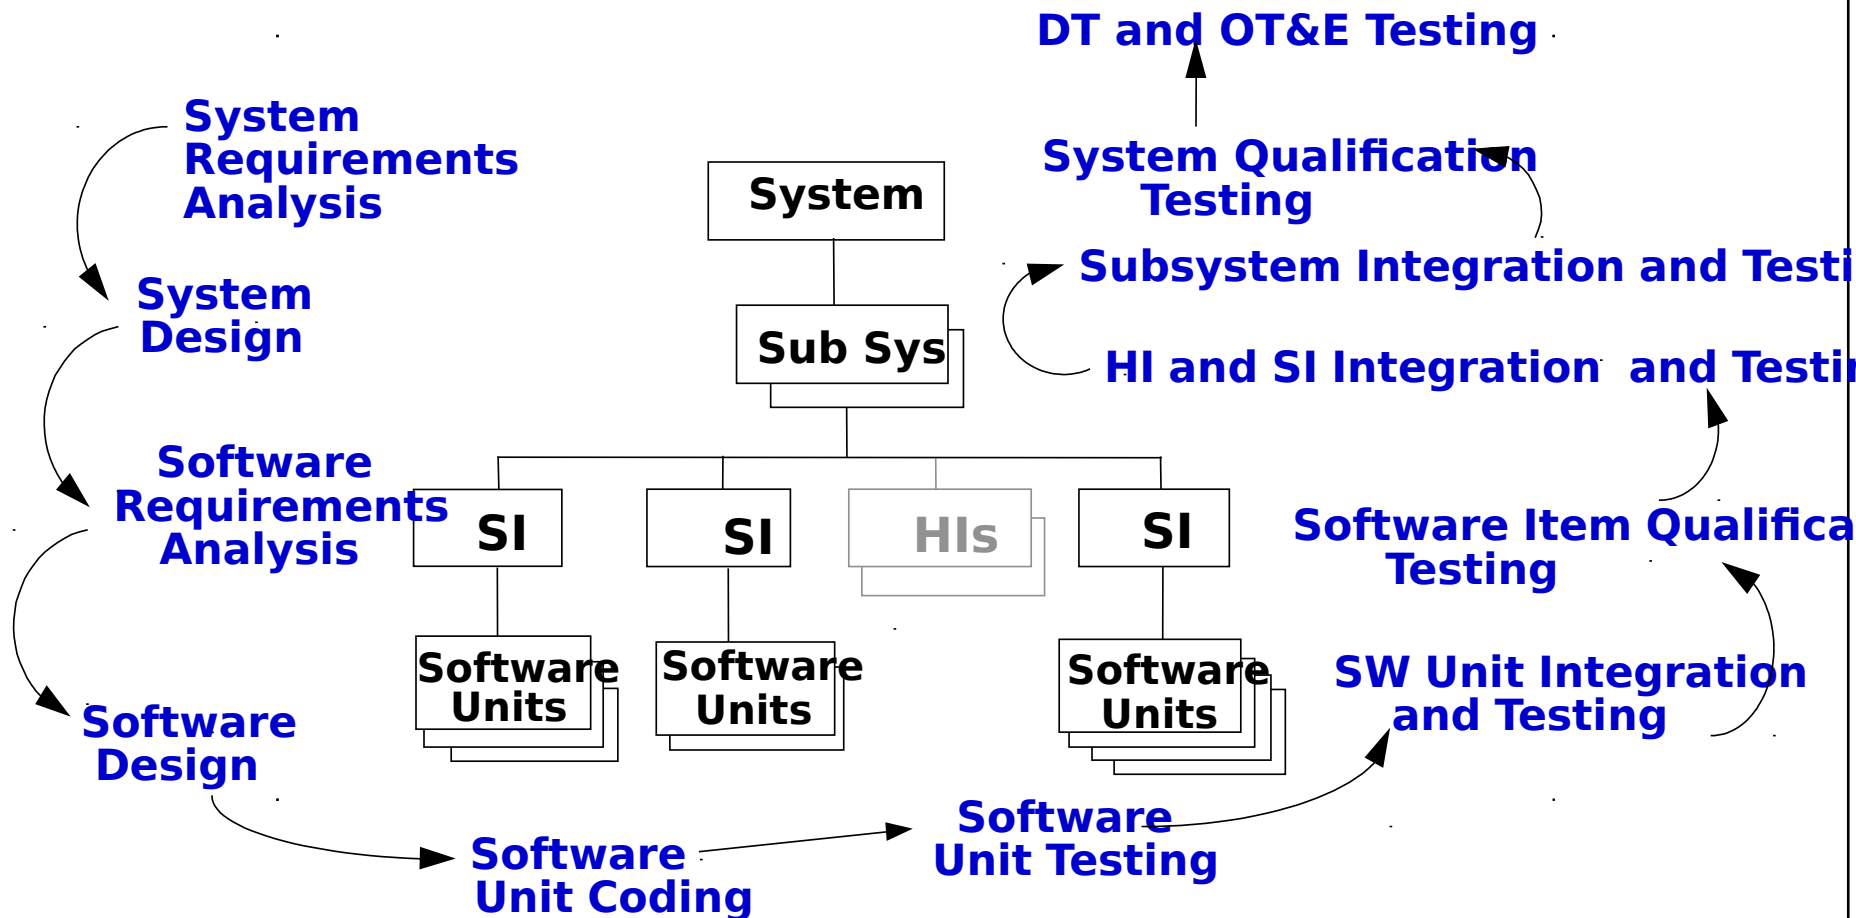 DT and OT&E Testing
System
Requirements
Analysis
System Qualification
Testing
System
Subsystem Integration and Testi
System
Design
Sub Sys
HI and SI Integration and Testin
Software
Requirements
Analysis
SI
SI
HIs
SI
Software Item Qualifica
Testing
Software
Units
Software
Units
Software
Units
SW Unit Integration
and Testing
Software
Design
Software
Unit Testing
Software
Unit Coding